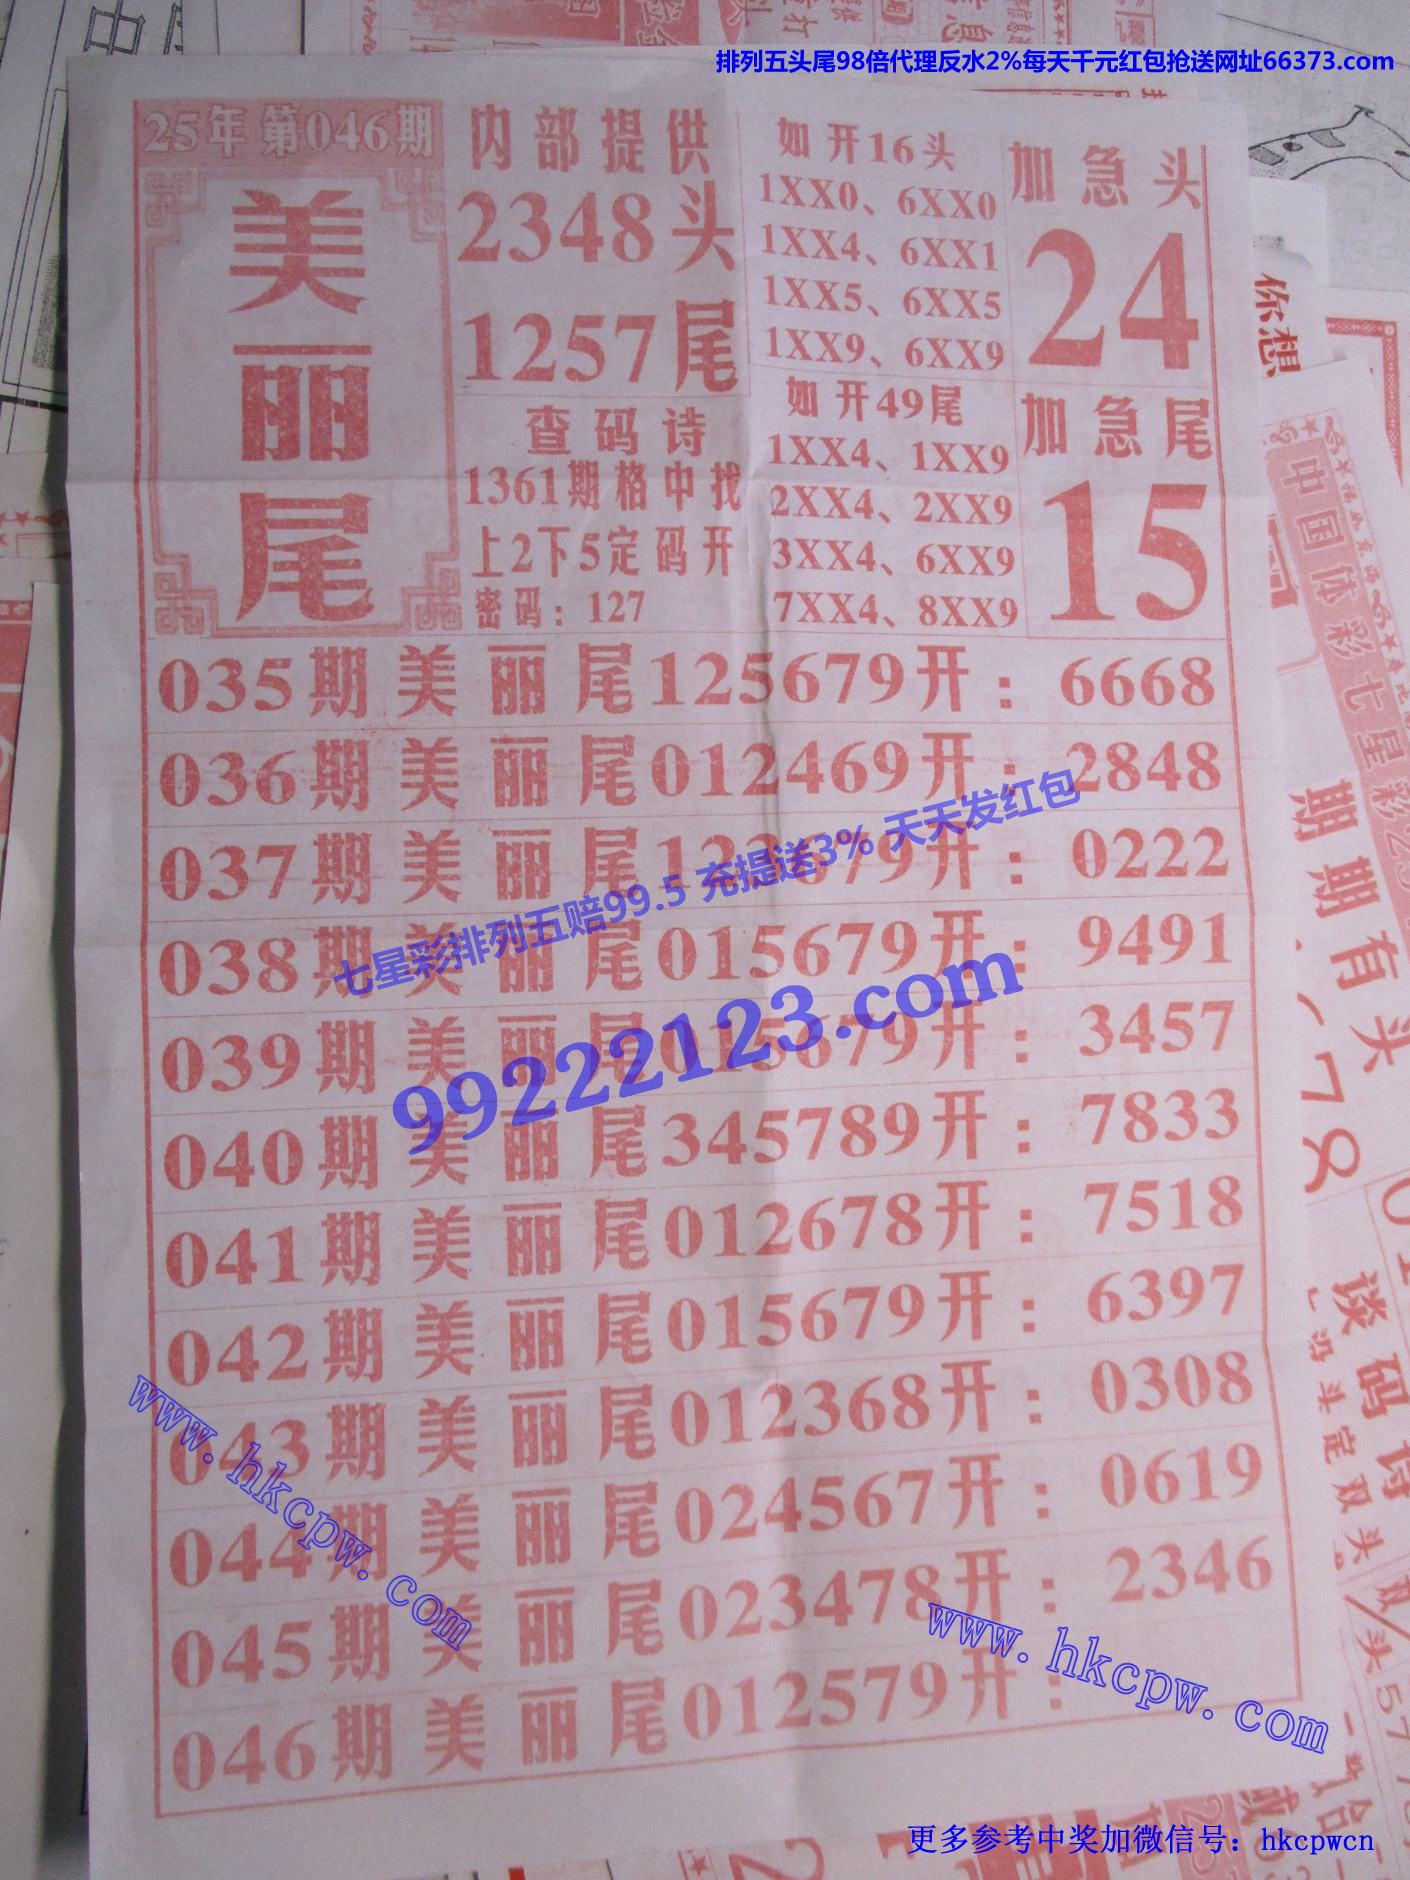 排列五头尾98倍代理反水2%每天千元红包抢送网址66373.com
25年 第046期
美丽尾
内部提供
2348头
1257尾
查码诗
1361期格中找
上2下5定码开
密码：127
如开16头
1XX0、6XX0
1XX4、6XX1
1XX5、6XX5
1XX9、6XX9
如开49尾
1XX4、1XX9
2XX4、2XX9
3XX4、6XX9
7XX4、8XX9
加急头
24
加急尾
15
035期美丽尾125679开：6668
036期美丽尾012469开：2848
037期美丽尾123679开：0222
038期美丽尾015679开：9491
039期美丽尾015679开：3457
040期美丽尾345789开：7833
041期美丽尾012678开：7518
042期美丽尾015679开：6397
043期美丽尾012368开：0308
044期美丽尾024567开：0619
045期美丽尾023478开：2346
046期美丽尾012579开：
七星彩排列五赔99.5 充提送3% 天天发红包
99222123.com
www.hkcpw.com
www.hkcpw.com
你想
中国体彩七星彩
期期有头
78
谈码诗
更多参考中奖加微信号：hkcpwcn